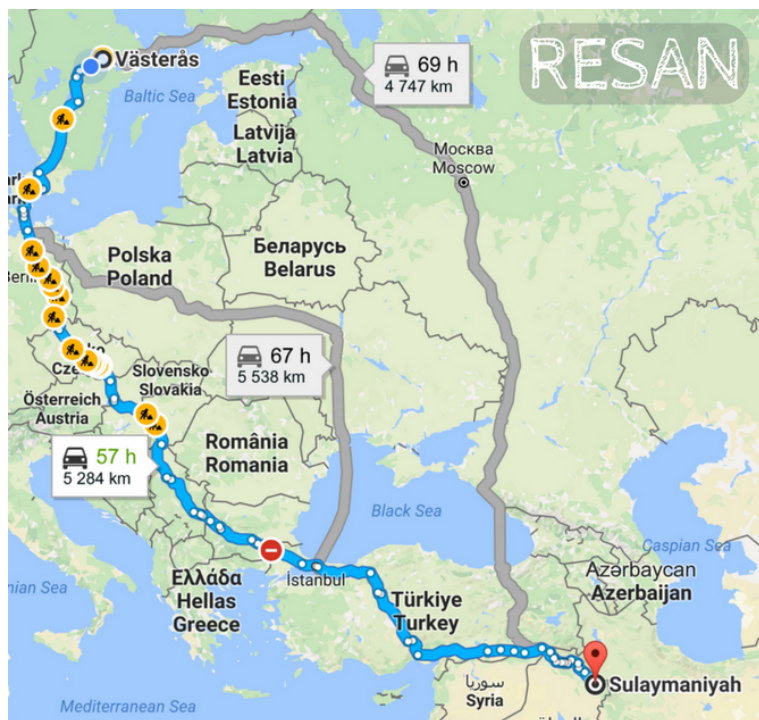 RESAN
Västerås
69 h
4 747 km
Baltic Sea
Eesti
Estonia
Latvija
Latvia
Москва
Moscow
Беларусь
Belarus
Polska
Poland
Berlin
67 h
5 538 km
Slovensko
Slovakia
Österreich
Austria
România
Romania
57 h
5 284 km
Black Sea
Caspian Sea
Azərbaycan
Azerbaijan
İstanbul
Ελλάδα
Hellas
Greece
Türkiye
Turkey
سوريا
Syria
Sulaymaniyah
Mediterranean Sea